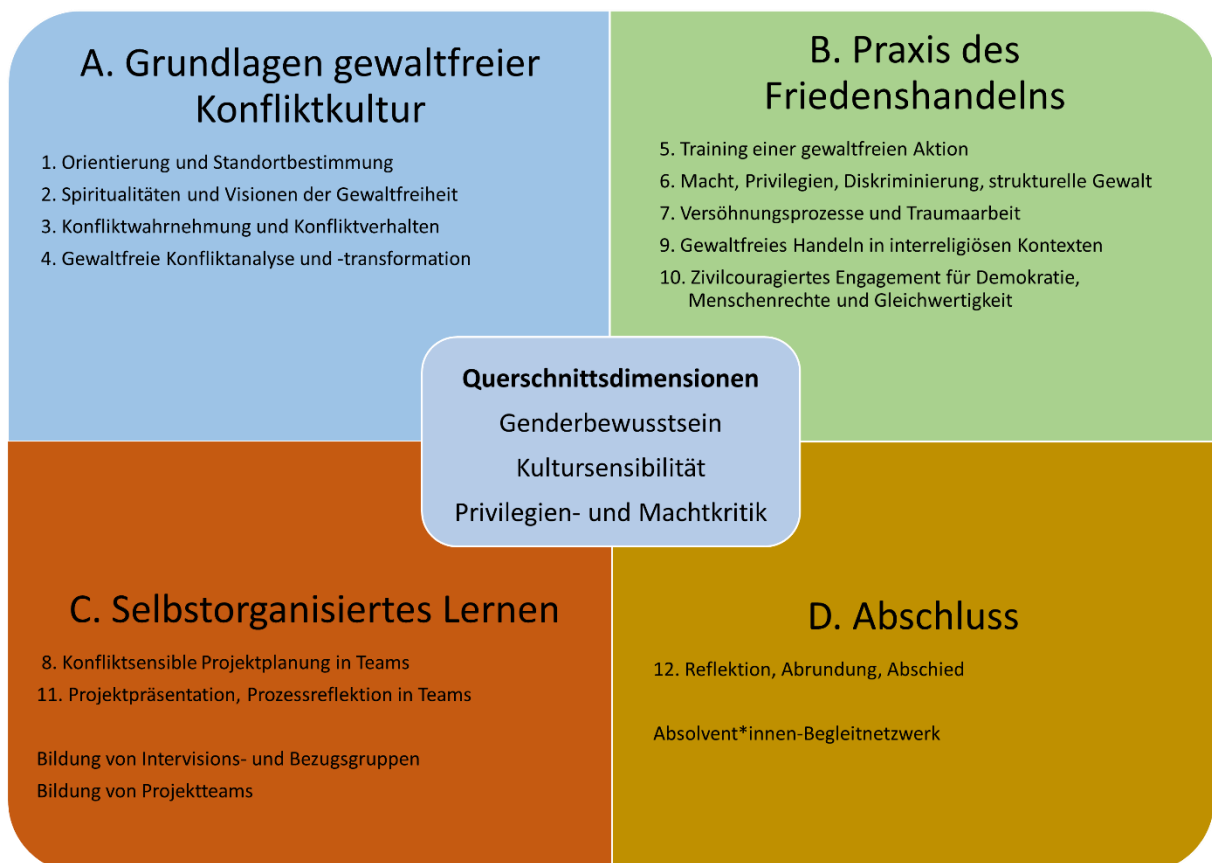 A. Grundlagen gewaltfreier
Konfliktkultur
1. Orientierung und Standortbestimmung
2. Spiritualitäten und Visionen der Gewaltfreiheit
3. Konfliktwahrnehmung und Konfliktverhalten
4. Gewaltfreie Konfliktanalyse und -transformation
B. Praxis des
Friedenshandelns
5. Training einer gewaltfreien Aktion
6. Macht, Privilegien, Diskriminierung, strukturelle Gewalt
7. Versöhnungsprozesse und Traumaarbeit
9. Gewaltfreies Handeln in interreligiösen Kontexten
10. Zivilcouragiertes Engagement für Demokratie,
Menschenrechte und Gleichwertigkeit
Querschnittsdimensionen
Genderbewusstsein
Kultursensibilität
Privilegien- und Machtkritik
C. Selbstorganisiertes Lernen
8. Konfliktsensible Projektplanung in Teams
11. Projektpräsentation, Prozessreflektion in Teams
Bildung von Intervisions- und Bezugsgruppen
Bildung von Projektteams
D. Abschluss
12. Reflektion, Abrundung, Abschied
Absolvent*innen-Begleitnetzwerk